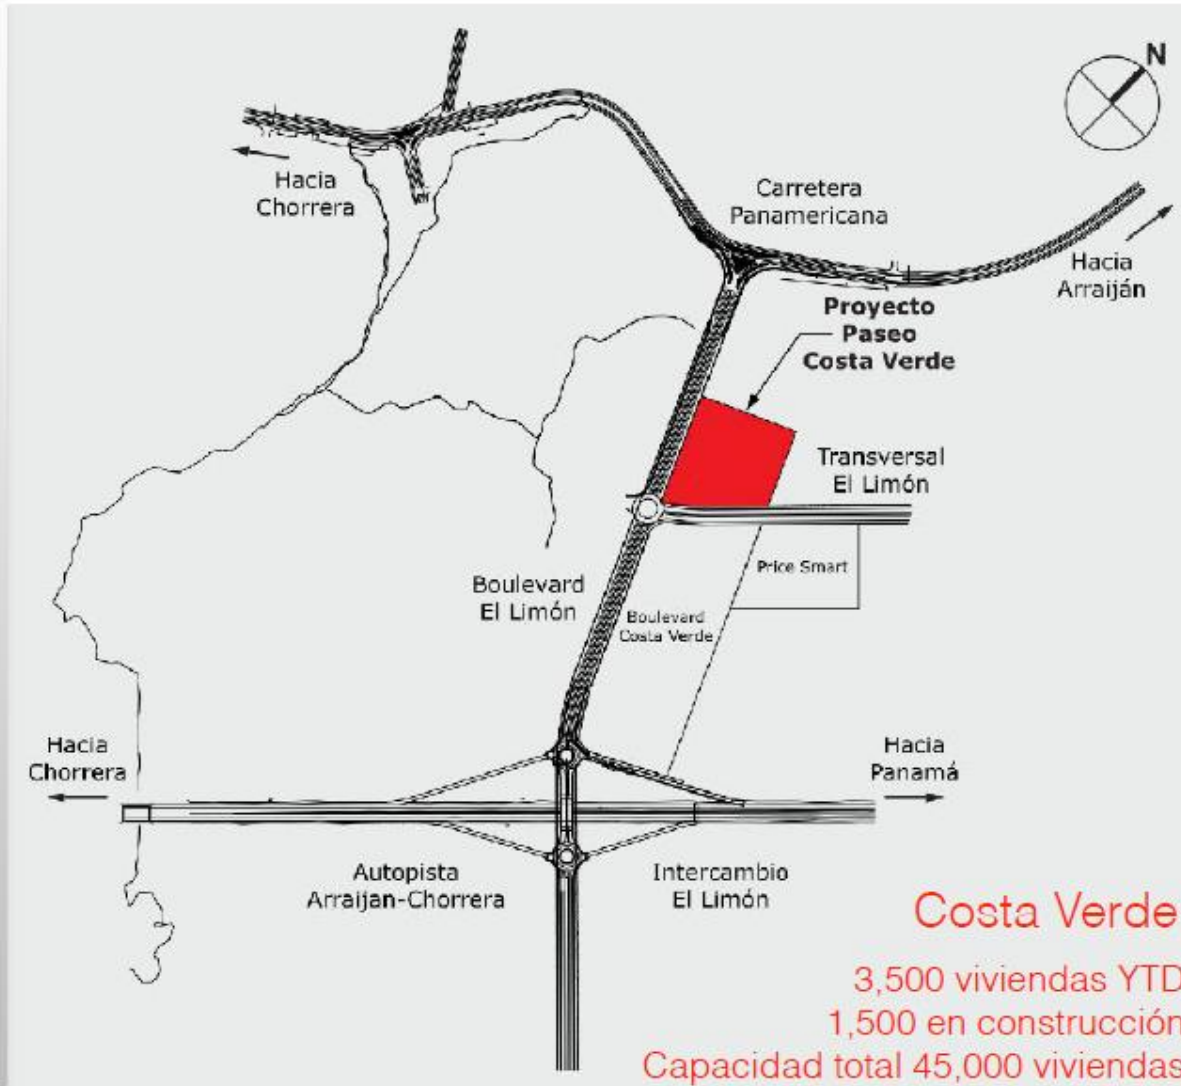 N
Hacia
Chorrera
Carretera
Panamericana
Hacia
Arraiján
Proyecto
Paseo
Costa Verde
Transversal
El Limón
Price Smart
Boulevard
El Limón
Boulevard
Costa Verde
Hacia
Chorrera
Hacia
Panamá
Autopista
Arraijan-Chorrera
Intercambio
El Limón
Costa Verde
3,500 viviendas YTD
1,500 en construcción
Capacidad total 45,000 viviendas